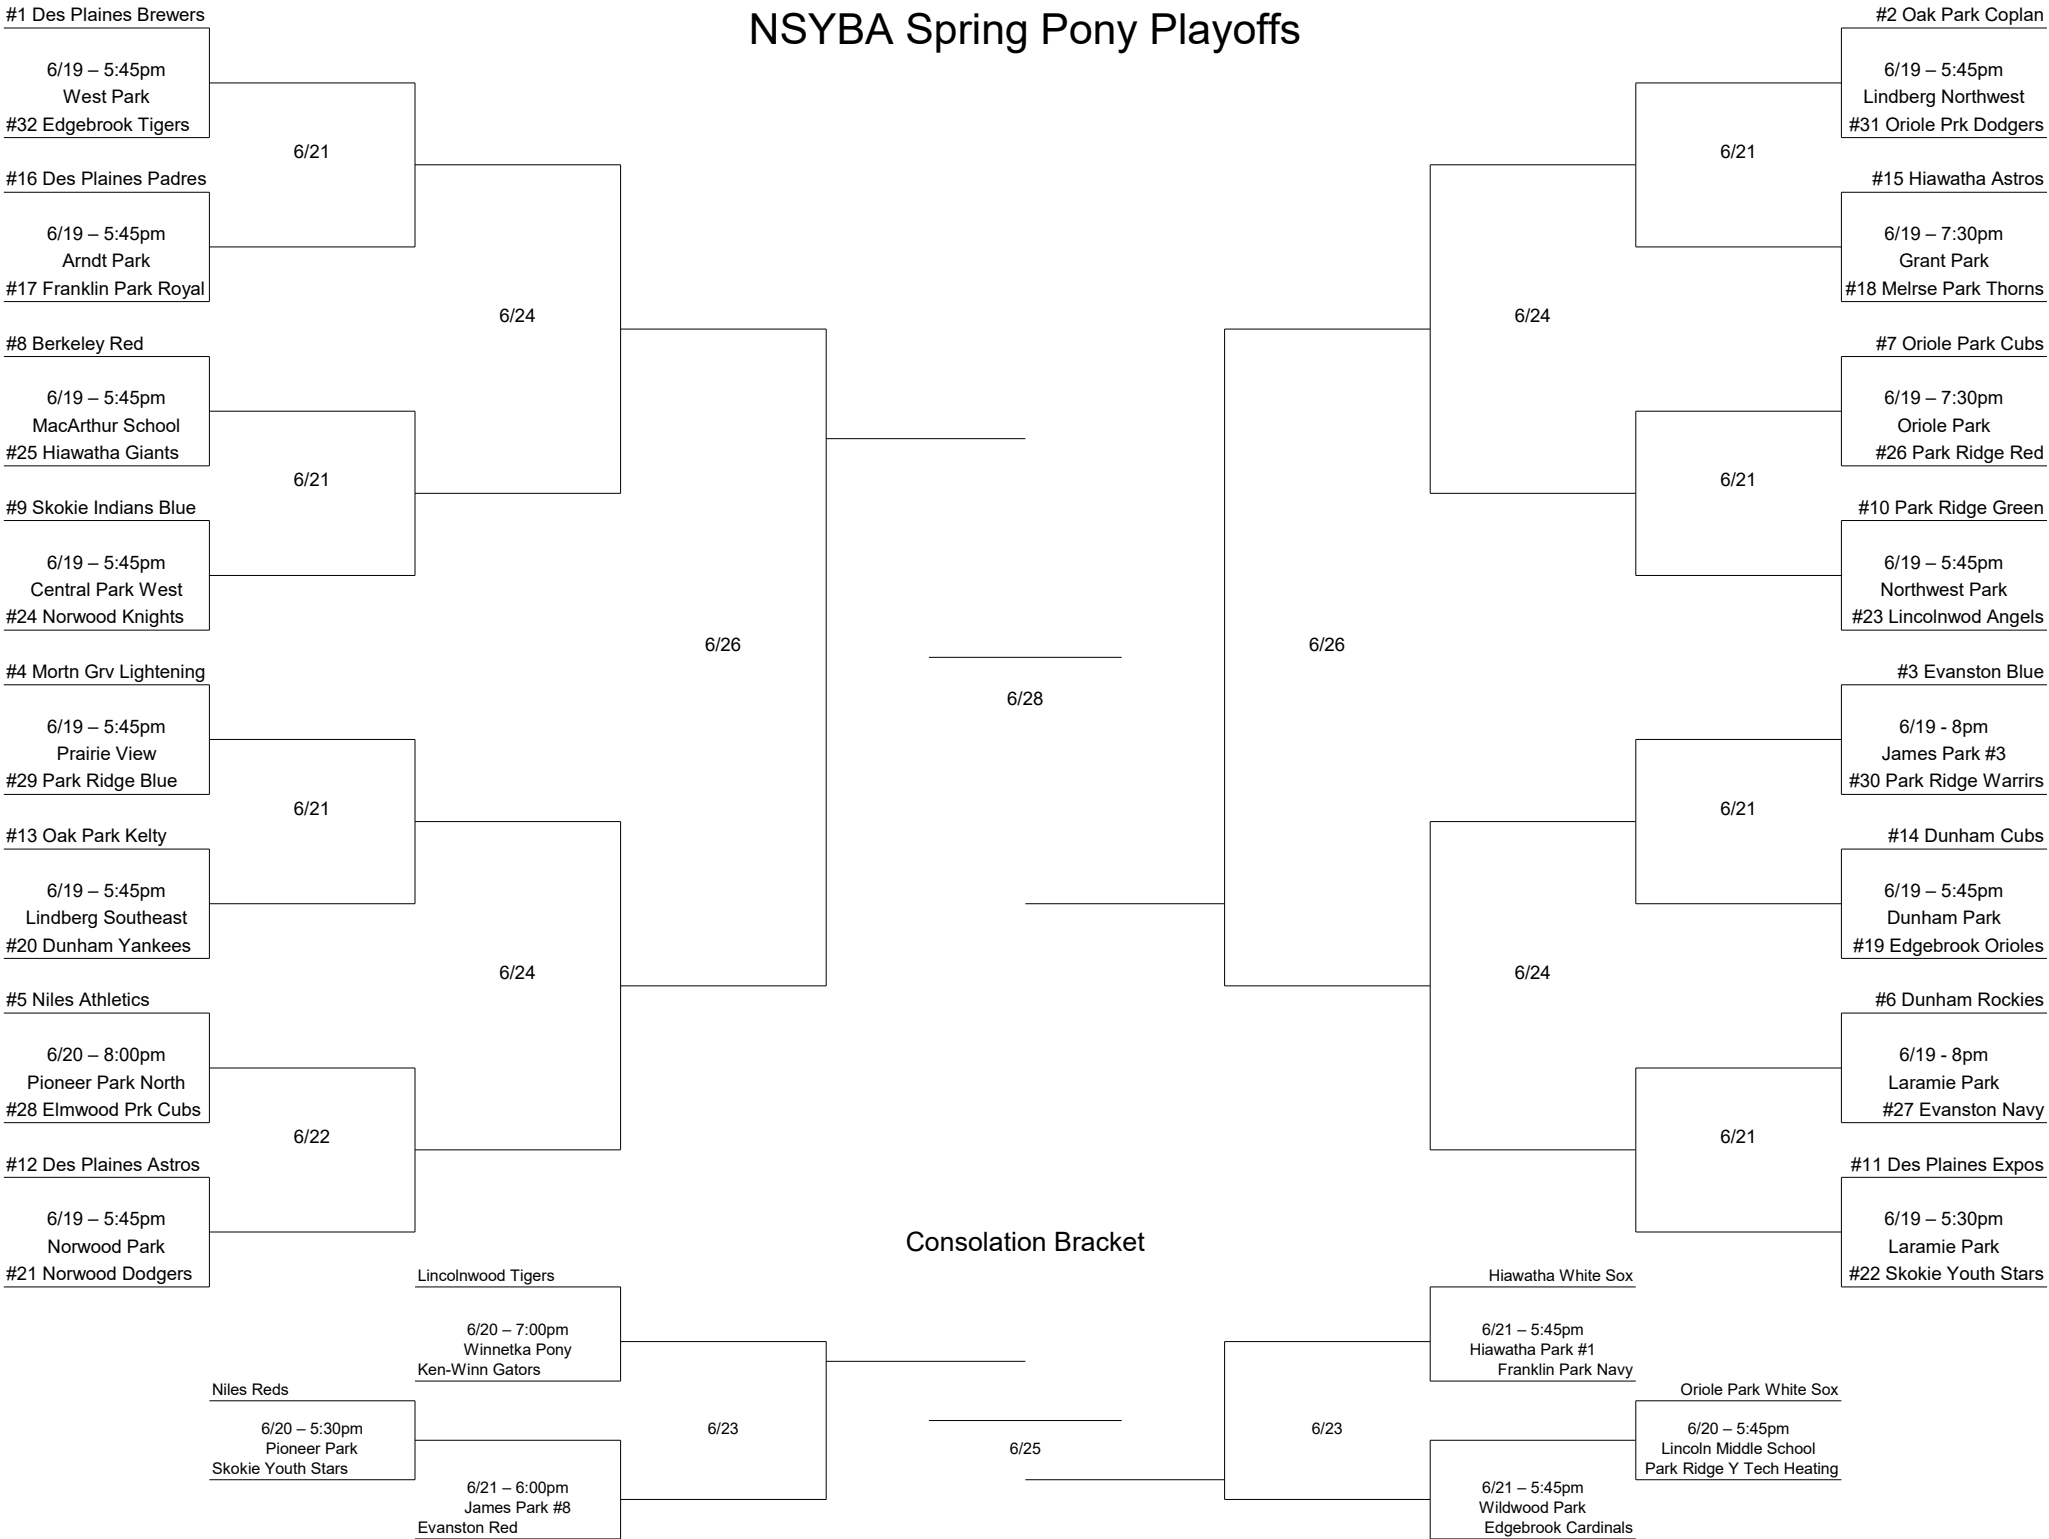 NSYBA Spring Pony Playoffs
#1 Des Plaines Brewers
6/19 – 5:45pm
West Park
#32 Edgebrook Tigers
6/21
#16 Des Plaines Padres
6/19 – 5:45pm
Arndt Park
#17 Franklin Park Royal
6/24
#8 Berkeley Red
6/19 – 5:45pm
MacArthur School
#25 Hiawatha Giants
6/21
#9 Skokie Indians Blue
6/19 – 5:45pm
Central Park West
#24 Norwood Knights
6/26
#4 Mortn Grv Lightening
6/19 – 5:45pm
Prairie View
#29 Park Ridge Blue
6/21
#13 Oak Park Kelty
6/19 – 5:45pm
Lindberg Southeast
#20 Dunham Yankees
6/24
#5 Niles Athletics
6/20 – 8:00pm
Pioneer Park North
#28 Elmwood Prk Cubs
6/22
#12 Des Plaines Astros
6/19 – 5:45pm
Norwood Park
#21 Norwood Dodgers
6/28
#2 Oak Park Coplan
6/19 – 5:45pm
Lindberg Northwest
#31 Oriole Prk Dodgers
6/21
#15 Hiawatha Astros
6/19 – 7:30pm
Grant Park
#18 Melrse Park Thorns
6/24
#7 Oriole Park Cubs
6/19 – 7:30pm
Oriole Park
#26 Park Ridge Red
6/21
#10 Park Ridge Green
6/19 – 5:45pm
Northwest Park
#23 Lincolnwod Angels
6/26
#3 Evanston Blue
6/19 - 8pm
James Park #3
#30 Park Ridge Warrirs
6/21
#14 Dunham Cubs
6/19 – 5:45pm
Dunham Park
#19 Edgebrook Orioles
6/24
#6 Dunham Rockies
6/19 - 8pm
Laramie Park
#27 Evanston Navy
6/21
#11 Des Plaines Expos
6/19 – 5:30pm
Laramie Park
#22 Skokie Youth Stars
Consolation Bracket
Lincolnwood Tigers
6/20 – 7:00pm
Winnetka Pony
Ken-Winn Gators
Niles Reds
6/20 – 5:30pm
Pioneer Park
Skokie Youth Stars
6/21 – 6:00pm
James Park #8
Evanston Red
6/23
6/25
6/23
Hiawatha White Sox
6/21 – 5:45pm
Hiawatha Park #1
Franklin Park Navy
Oriole Park White Sox
6/20 – 5:45pm
Lincoln Middle School
Park Ridge Y Tech Heating
6/21 – 5:45pm
Wildwood Park
Edgebrook Cardinals